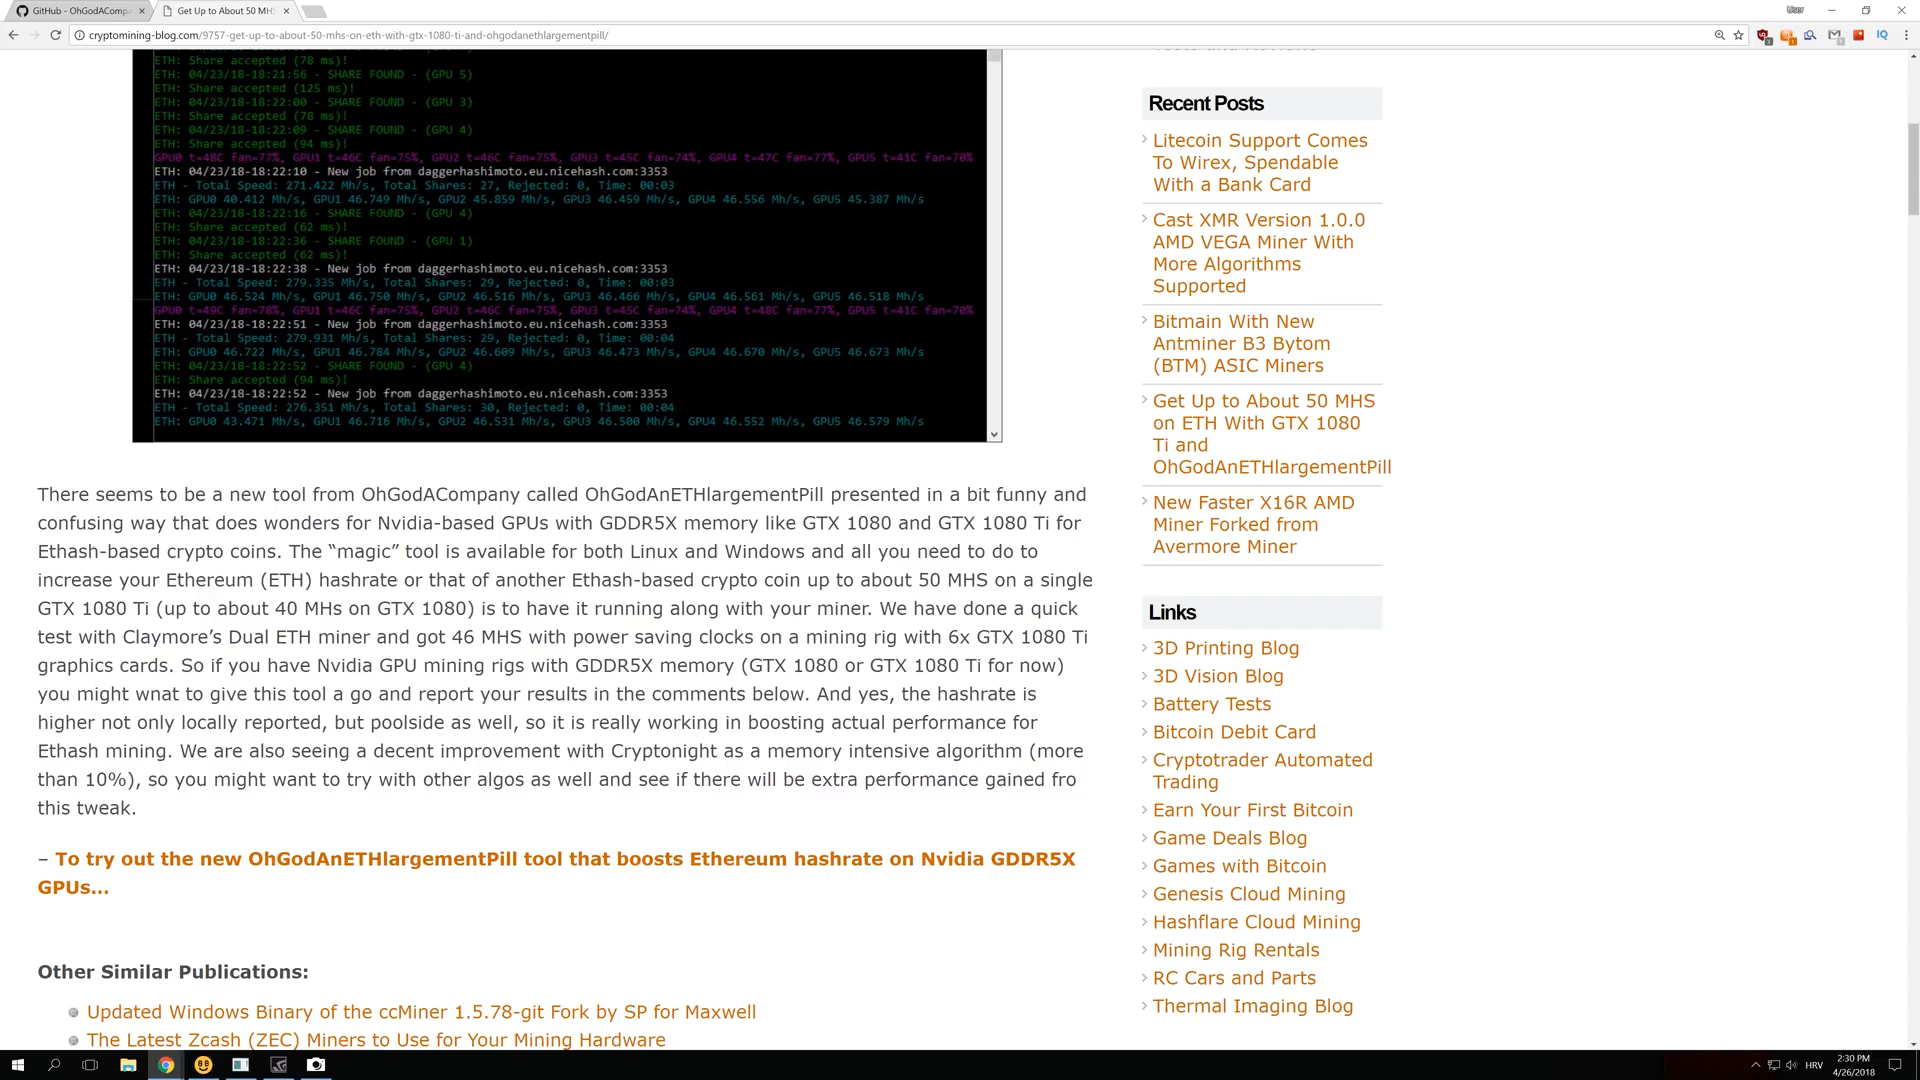 GitHub - OhGodACompa
Get Up to About 50 MHS
User
cryptomining-blog.com/9757-get-up-to-about-50-mhs-on-eth-with-gtx-1080-ti-and-ohgodanethlargementpill/
ETH: Share accepted (78 ms)!
ETH: 04/23/18-18:21:56 - SHARE FOUND - (GPU 5)
ETH: Share accepted (125 ms)!
ETH: 04/23/18-18:22:00 - SHARE FOUND - (GPU 3)
ETH: Share accepted (78 ms)!
ETH: 04/23/18-18:22:09 - SHARE FOUND - (GPU 4)
ETH: Share accepted (94 ms)!
GPU0 t=48C fan=77%, GPU1 t=46C fan=75%, GPU2 t=46C fan=75%, GPU3 t=45C fan=74%, GPU4 t=47C fan=77%, GPU5 t=41C fan=70%
ETH: 04/23/18-18:22:10 - New job from daggerhashimoto.eu.nicehash.com:3353
ETH - Total Speed: 271.422 Mh/s, Total Shares: 27, Rejected: 0, Time: 00:03
ETH: GPU0 40.412 Mh/s, GPU1 46.749 Mh/s, GPU2 45.859 Mh/s, GPU3 46.459 Mh/s, GPU4 46.556 Mh/s, GPU5 45.387 Mh/s
ETH: 04/23/18-18:22:16 - SHARE FOUND - (GPU 4)
ETH: Share accepted (62 ms)!
ETH: 04/23/18-18:22:36 - SHARE FOUND - (GPU 1)
ETH: Share accepted (62 ms)!
ETH: 04/23/18-18:22:38 - New job from daggerhashimoto.eu.nicehash.com:3353
ETH - Total Speed: 279.335 Mh/s, Total Shares: 29, Rejected: 0, Time: 00:03
ETH: GPU0 46.524 Mh/s, GPU1 46.750 Mh/s, GPU2 46.516 Mh/s, GPU3 46.466 Mh/s, GPU4 46.561 Mh/s, GPU5 46.518 Mh/s
GPU0 t=49C fan=78%, GPU1 t=46C fan=75%, GPU2 t=46C fan=75%, GPU3 t=45C fan=74%, GPU4 t=48C fan=77%, GPU5 t=41C fan=70%
ETH: 04/23/18-18:22:51 - New job from daggerhashimoto.eu.nicehash.com:3353
ETH - Total Speed: 279.931 Mh/s, Total Shares: 29, Rejected: 0, Time: 00:04
ETH: GPU0 46.722 Mh/s, GPU1 46.784 Mh/s, GPU2 46.609 Mh/s, GPU3 46.473 Mh/s, GPU4 46.670 Mh/s, GPU5 46.673 Mh/s
ETH: 04/23/18-18:22:52 - SHARE FOUND - (GPU 4)
ETH: Share accepted (94 ms)!
ETH: 04/23/18-18:22:52 - New job from daggerhashimoto.eu.nicehash.com:3353
ETH - Total Speed: 276.351 Mh/s, Total Shares: 30, Rejected: 0, Time: 00:04
ETH: GPU0 43.471 Mh/s, GPU1 46.716 Mh/s, GPU2 46.531 Mh/s, GPU3 46.500 Mh/s, GPU4 46.552 Mh/s, GPU5 46.579 Mh/s
There seems to be a new tool from OhGodACompany called OhGodAnETHlargementPill presented in a bit funny and
confusing way that does wonders for Nvidia-based GPUs with GDDR5X memory like GTX 1080 and GTX 1080 Ti for
Ethash-based crypto coins. The “magic” tool is available for both Linux and Windows and all you need to do to
increase your Ethereum (ETH) hashrate or that of another Ethash-based crypto coin up to about 50 MHS on a single
GTX 1080 Ti (up to about 40 MHs on GTX 1080) is to have it running along with your miner. We have done a quick
test with Claymore’s Dual ETH miner and got 46 MHS with power saving clocks on a mining rig with 6x GTX 1080 Ti
graphics cards. So if you have Nvidia GPU mining rigs with GDDR5X memory (GTX 1080 or GTX 1080 Ti for now)
you might wnat to give this tool a go and report your results in the comments below. And yes, the hashrate is
higher not only locally reported, but poolside as well, so it is really working in boosting actual performance for
Ethash mining. We are also seeing a decent improvement with Cryptonight as a memory intensive algorithm (more
than 10%), so you might want to try with other algos as well and see if there will be extra performance gained fro
this tweak.
– To try out the new OhGodAnETHlargementPill tool that boosts Ethereum hashrate on Nvidia GDDR5X
GPUs…
Other Similar Publications:
Updated Windows Binary of the ccMiner 1.5.78-git Fork by SP for Maxwell
The Latest Zcash (ZEC) Miners to Use for Your Mining Hardware
Recent Posts
Litecoin Support Comes
To Wirex, Spendable
With a Bank Card
Cast XMR Version 1.0.0
AMD VEGA Miner With
More Algorithms
Supported
Bitmain With New
Antminer B3 Bytom
(BTM) ASIC Miners
Get Up to About 50 MHS
on ETH With GTX 1080
Ti and
OhGodAnETHlargementPill
New Faster X16R AMD
Miner Forked from
Avermore Miner
Links
3D Printing Blog
3D Vision Blog
Battery Tests
Bitcoin Debit Card
Cryptotrader Automated
Trading
Earn Your First Bitcoin
Game Deals Blog
Games with Bitcoin
Genesis Cloud Mining
Hashflare Cloud Mining
Mining Rig Rentals
RC Cars and Parts
Thermal Imaging Blog
HRV
2:30 PM
4/26/2018